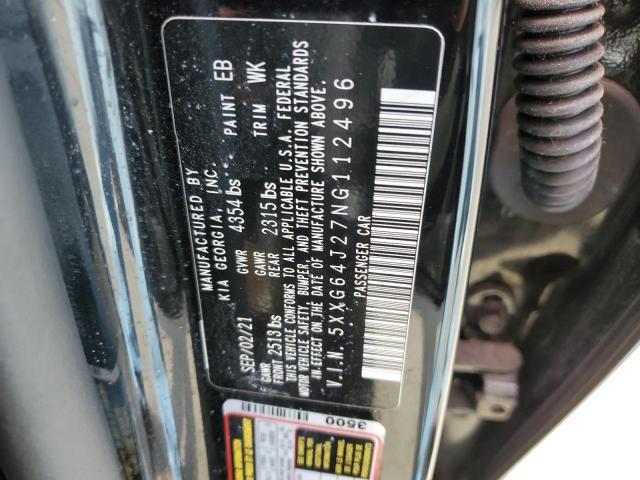 MANUFACTURED BY
KIA GEORGIA, INC.
PAINT EB
SEP/02/21
GVWR 4354 lbs
TRIM WK
GAWR FRONT 2513 lbs
GAWR REAR 2315 lbs
THIS VEHICLE CONFORMS TO ALL APPLICABLE U.S.A. FEDERAL
MOTOR VEHICLE SAFETY, BUMPER, AND THEFT PREVENTION STANDARDS
IN EFFECT ON THE DATE OF MANUFACTURE SHOWN ABOVE.
V.I.N. 5XXG64J27NG112496
PASSENGER CAR
3500